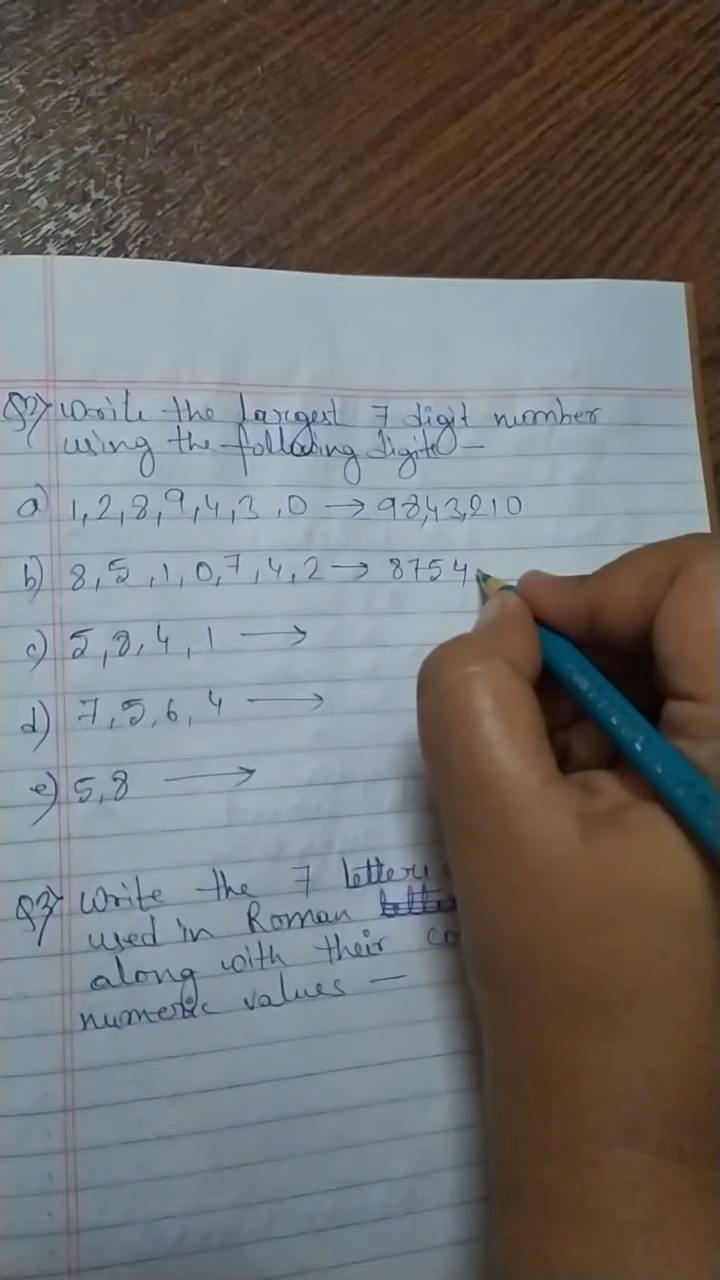 Q2) Write the largest 7 digit number
using the following digits –
a) 1,2,8,9,4,3,0 → 98,43,210
b) 8,5,1,0,7,4,2 → 8754
c) 5,8,4,1 →
d) 7,5,6,4 →
e) 5,8 →
Q3) Write the 7 letters
used in Roman
along with their
numeric values –